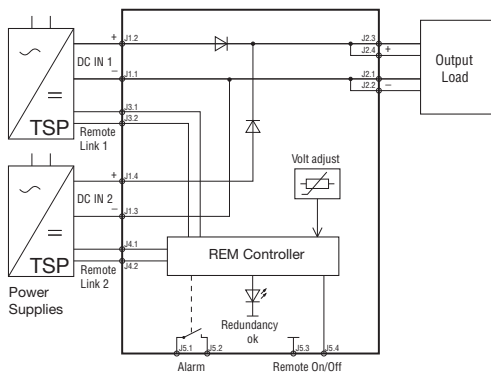 +
J1.2
DC IN 1
−
J1.1
TSP
J3.1
J3.2
Remote
Link 1
+
J1.4
DC IN 2
−
J1.3
TSP
J4.1
Remote
J4.2
Link 2
Power
Supplies
J2.3
J2.4
+
J2.1
J2.2
−
Output
Load
Volt adjust
REM Controller
Redundancy
ok
J5.1
J5.2
J5.3
J5.4
Alarm
Remote On/Off